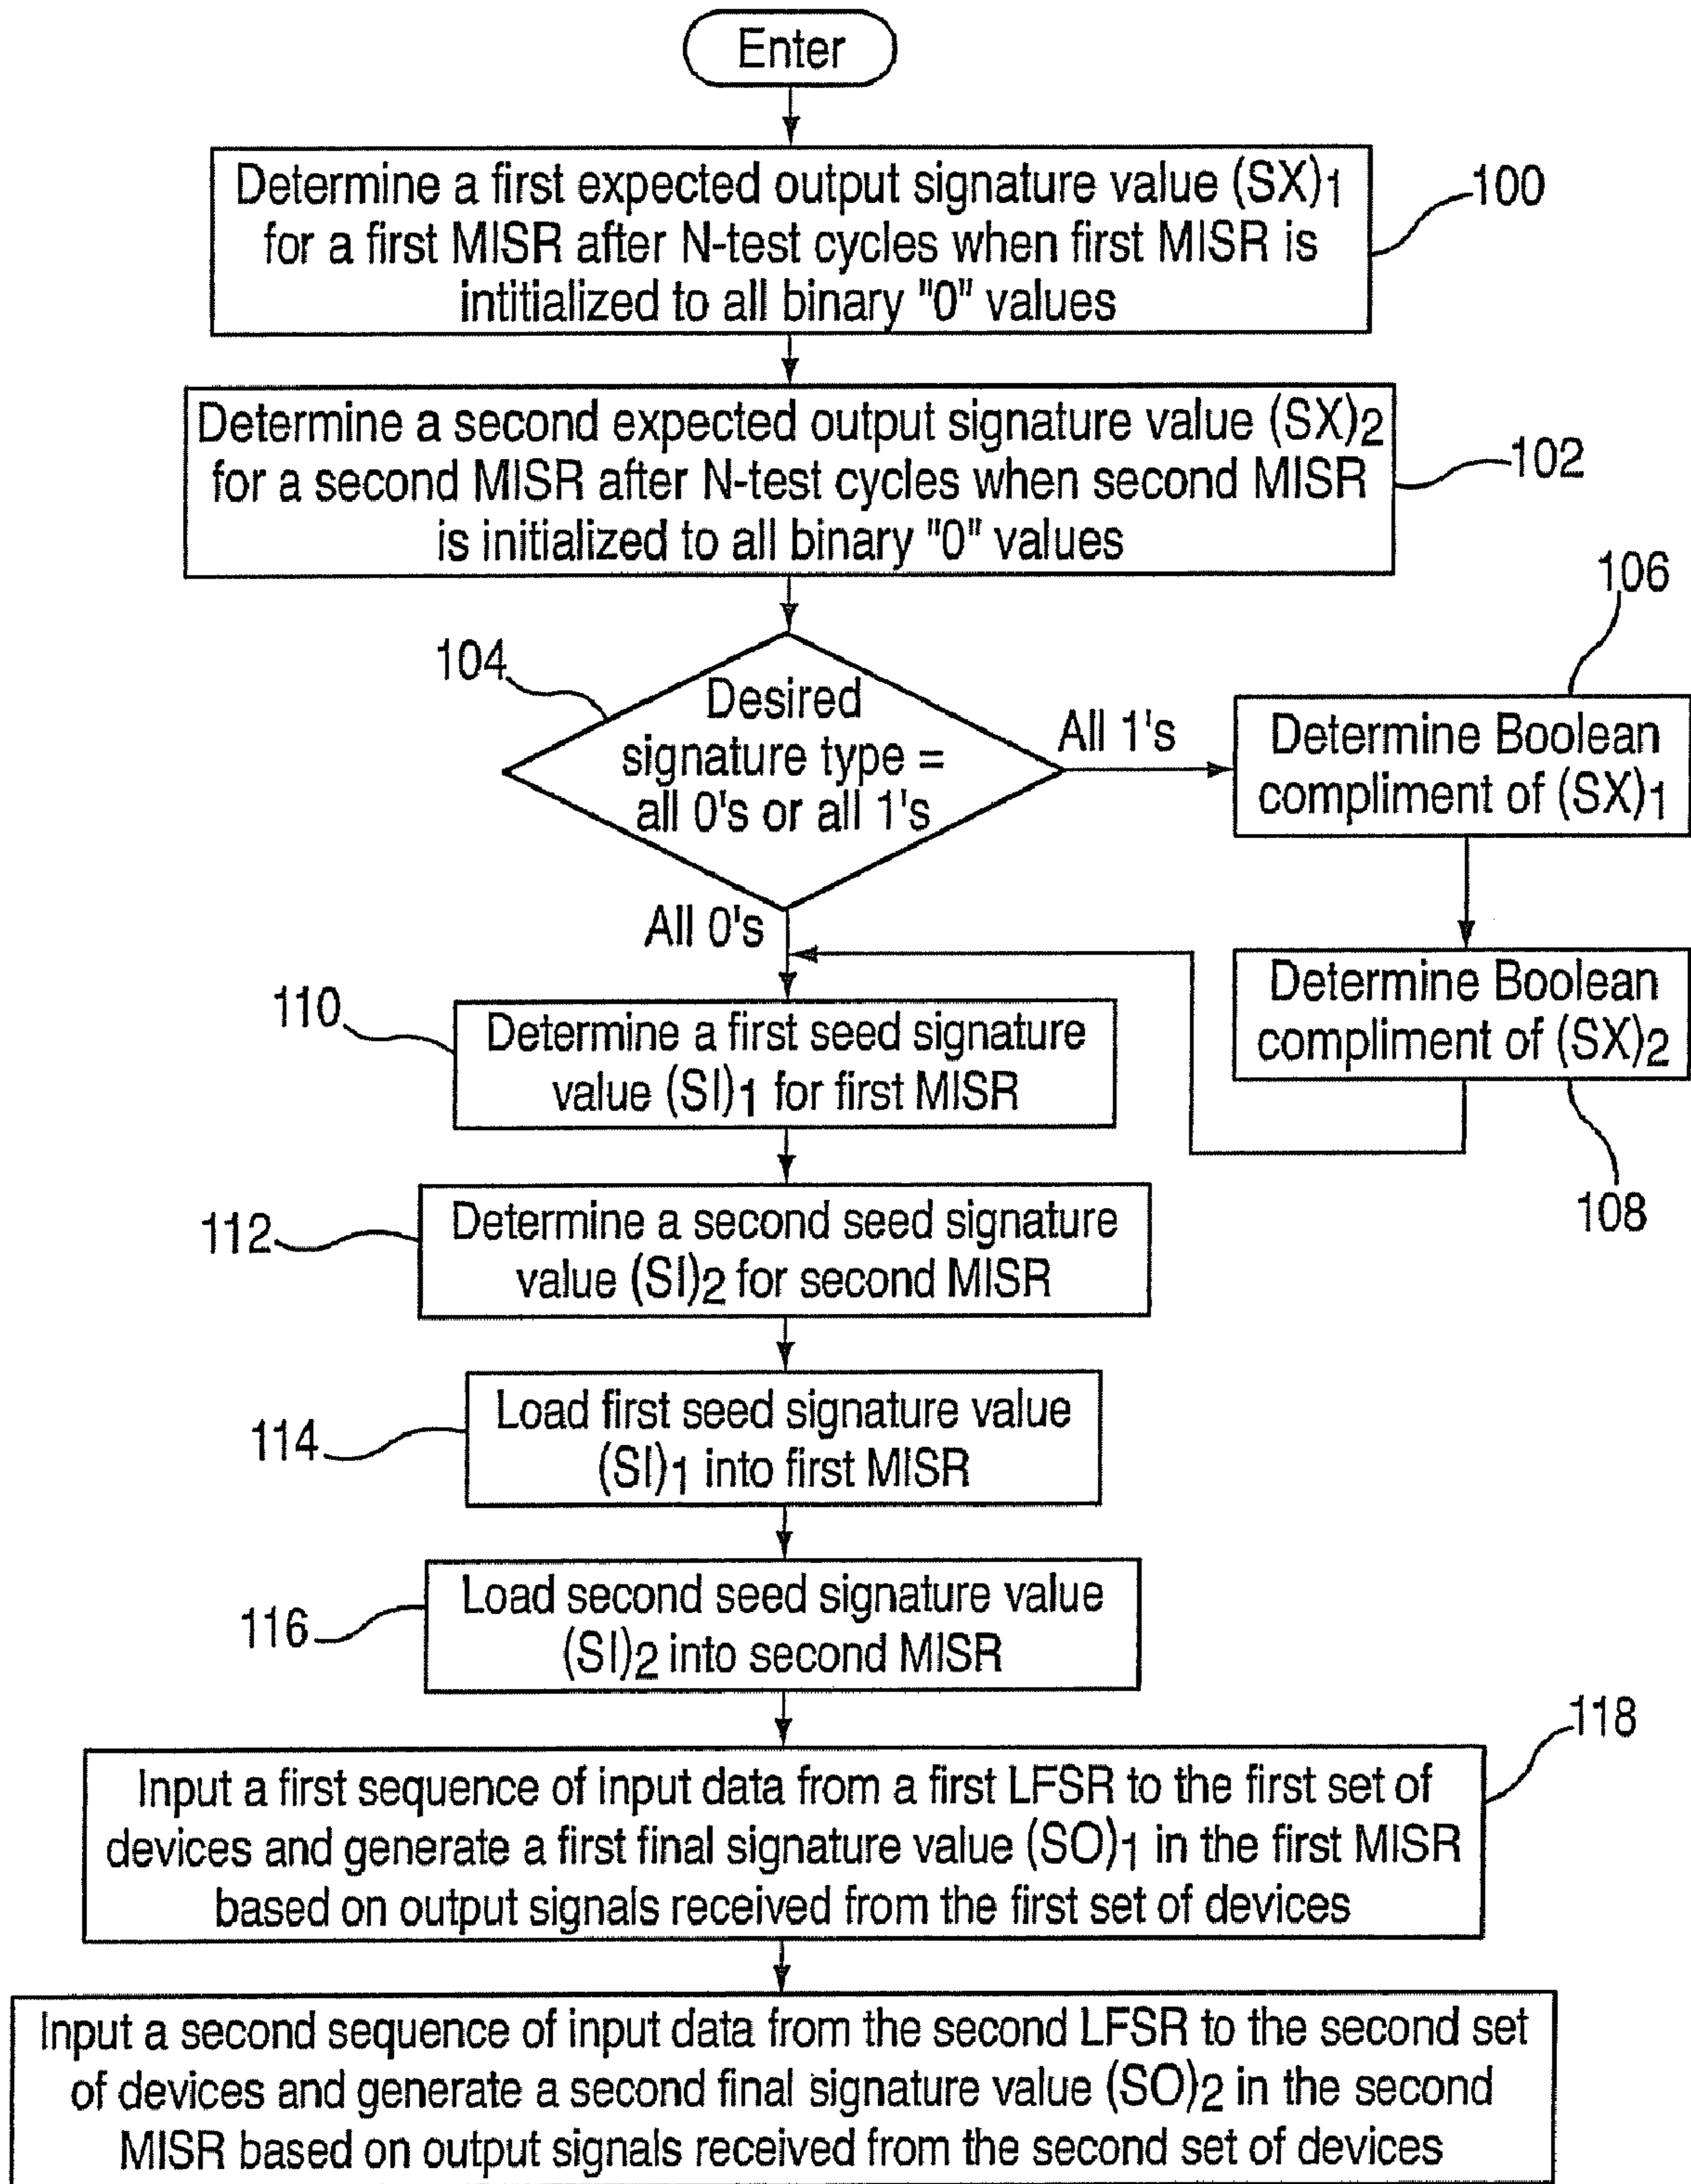 Enter
Determine a first expected output signature value (SX)1
for a first MISR after N-test cycles when first MISR is
intitialized to all binary "0" values
100
Determine a second expected output signature value (SX)2
for a second MISR after N-test cycles when second MISR
is initialized to all binary "0" values
102
104
Desired
signature type =
all 0's or all 1's
All 1's
106
Determine Boolean
compliment of (SX)1
All 0's
Determine Boolean
compliment of (SX)2
108
110
Determine a first seed signature
value (SI)1 for first MISR
112
Determine a second seed signature
value (SI)2 for second MISR
114
Load first seed signature value
(SI)1 into first MISR
116
Load second seed signature value
(SI)2 into second MISR
118
Input a first sequence of input data from a first LFSR to the first set of
devices and generate a first final signature value (SO)1 in the first MISR
based on output signals received from the first set of devices
Input a second sequence of input data from the second LFSR to the second set
of devices and generate a second final signature value (SO)2 in the second
MISR based on output signals received from the second set of devices